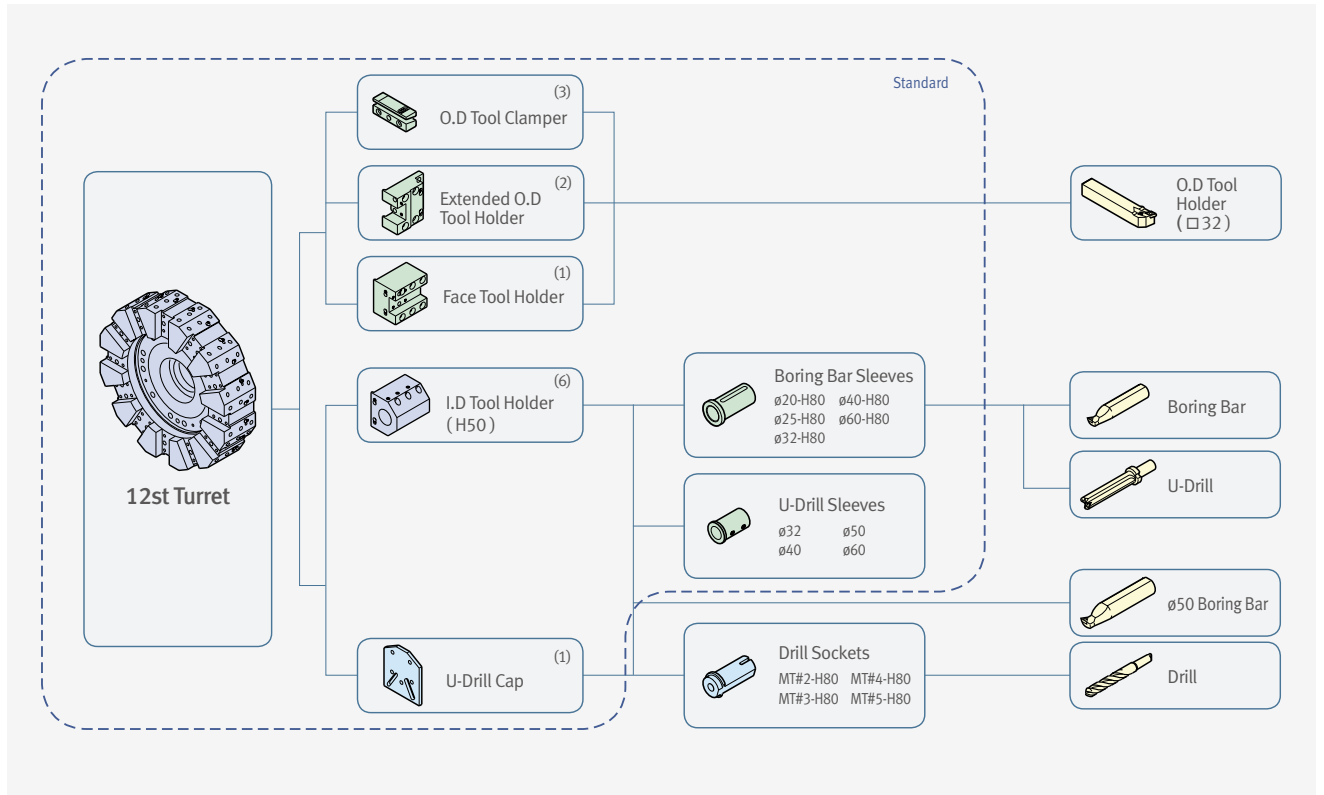 Standard
(3)
O.D Tool Clamper
(2)
Extended O.D
Tool Holder
(1)
Face Tool Holder
O.D Tool
Holder
( □ 32 )
12st Turret
(6)
I.D Tool Holder
( H50 )
Boring Bar Sleeves
ø20-H80 ø40-H80
ø25-H80 ø60-H80
ø32-H80
Boring Bar
U-Drill
U-Drill Sleeves
ø32 ø50
ø40 ø60
ø50 Boring Bar
(1)
U-Drill Cap
Drill Sockets
MT#2-H80 MT#4-H80
MT#3-H80 MT#5-H80
Drill